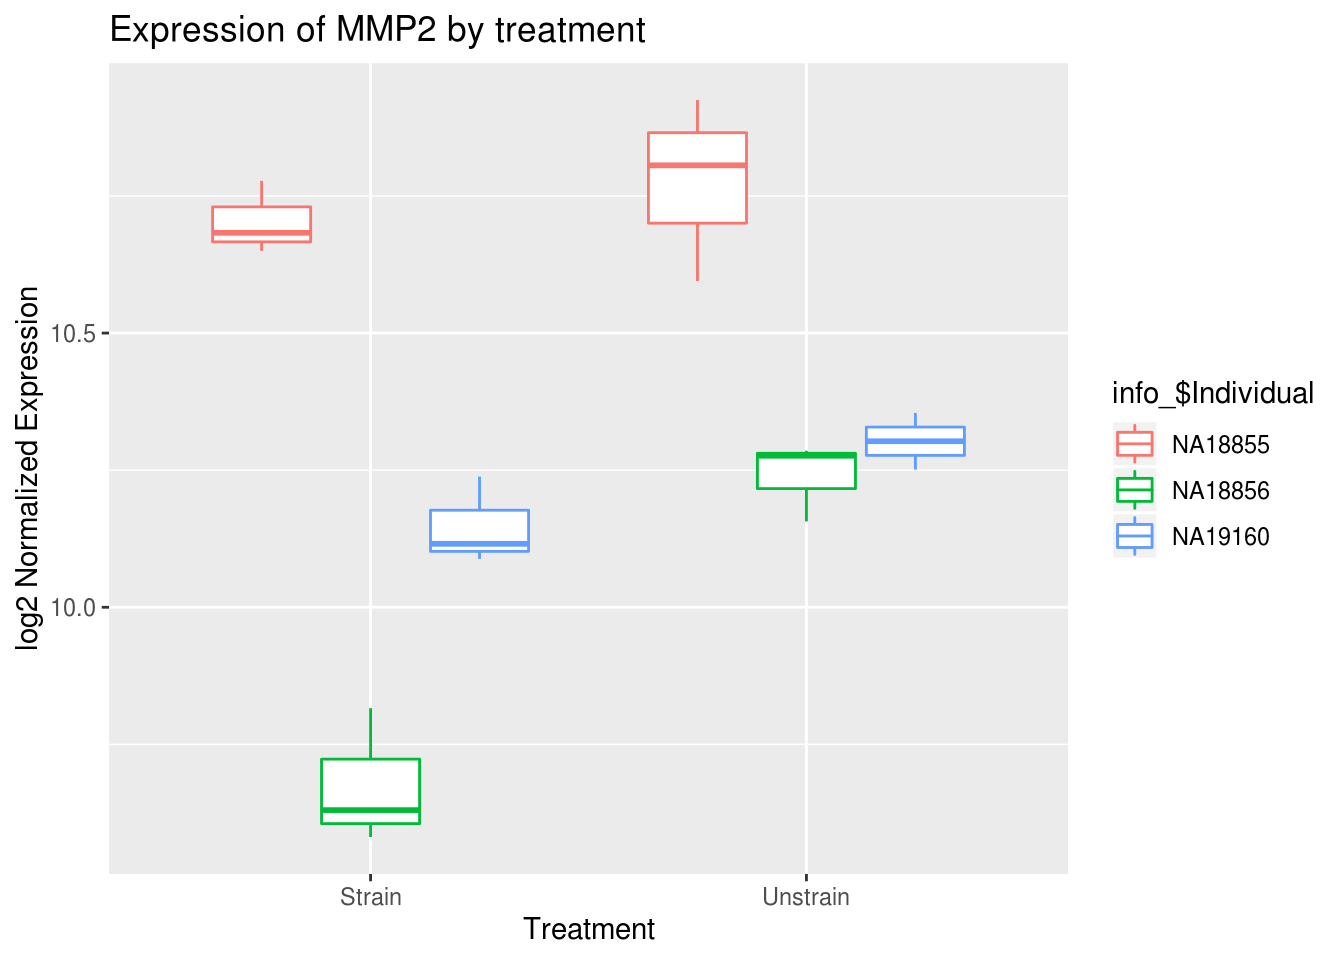 Expression of MMP2 by treatment
log2 Normalized Expression
10.5
10.0
Strain
Unstrain
Treatment
info_$Individual
NA18855
NA18856
NA19160